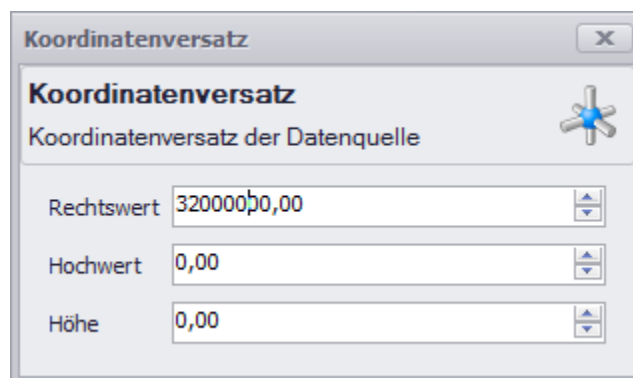 Koordinatenversatz
Koordinatenversatz
Koordinatenversatz der Datenquelle
Rechtswert 32000000,00
Hochwert 0,00
Höhe 0,00